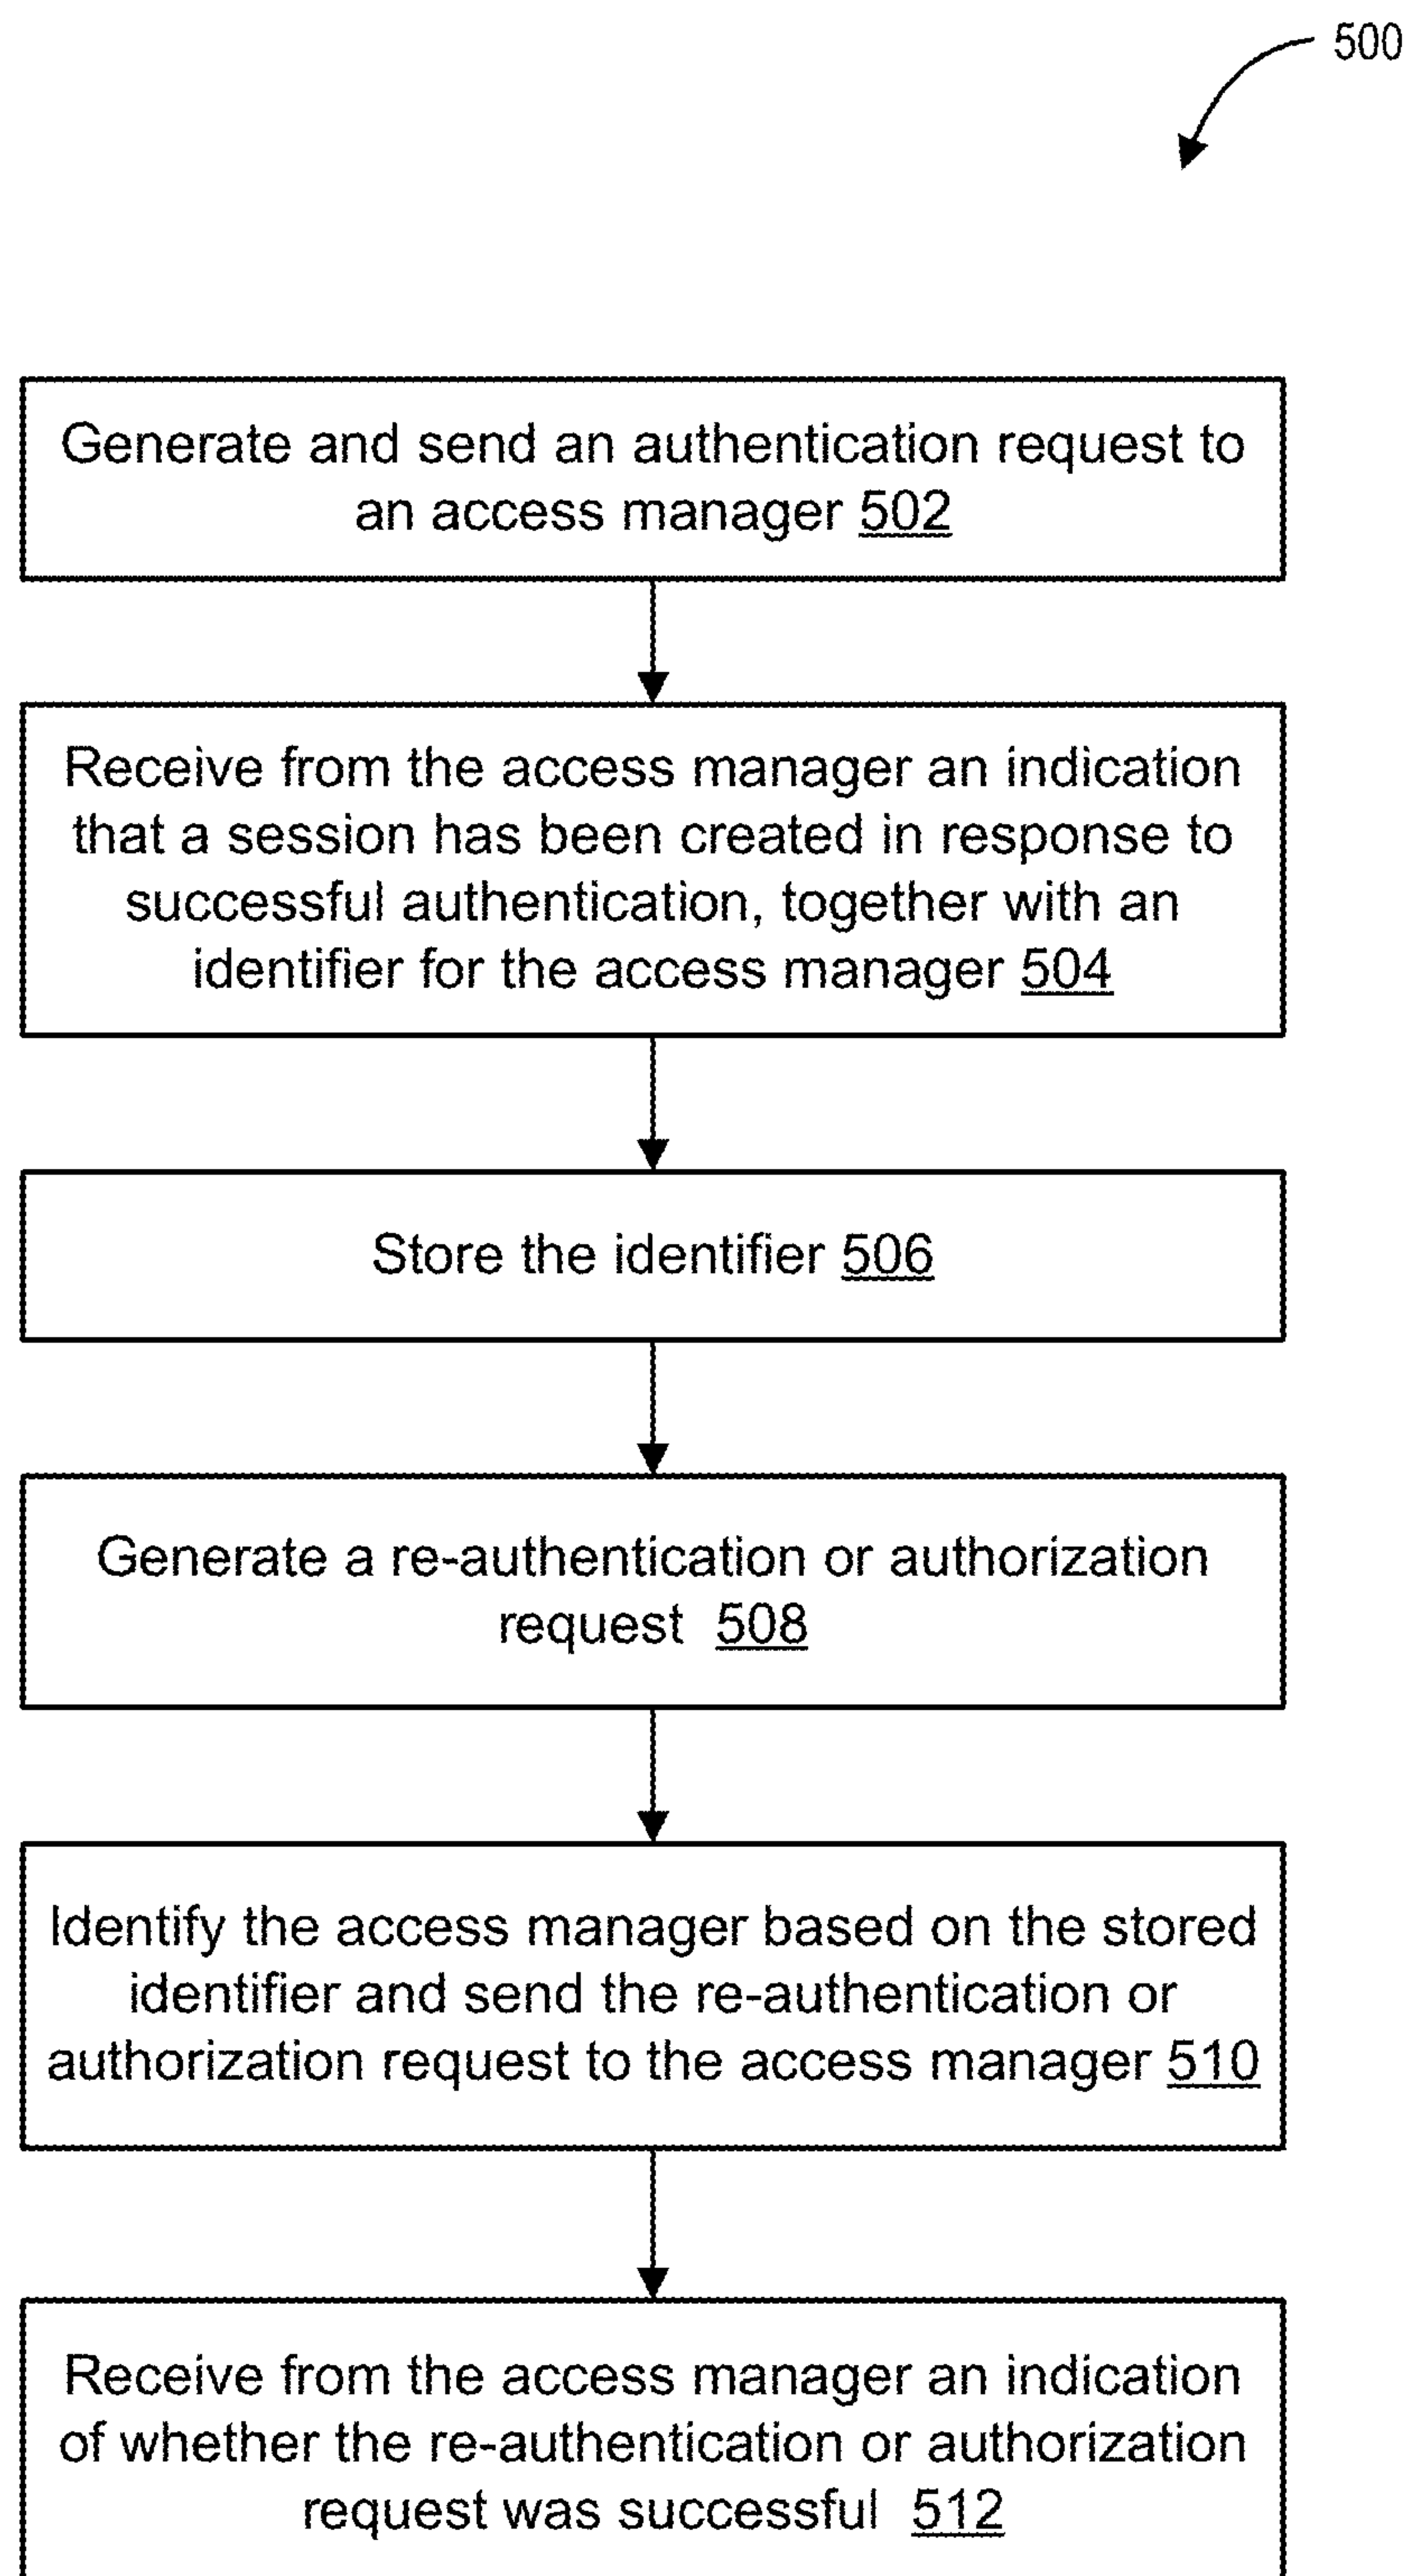 500
Generate and send an authentication request to
an access manager 502
Receive from the access manager an indication
that a session has been created in response to
successful authentication, together with an
identifier for the access manager 504
Store the identifier 506
Generate a re-authentication or authorization
request 508
Identify the access manager based on the stored
identifier and send the re-authentication or
authorization request to the access manager 510
Receive from the access manager an indication
of whether the re-authentication or authorization
request was successful 512